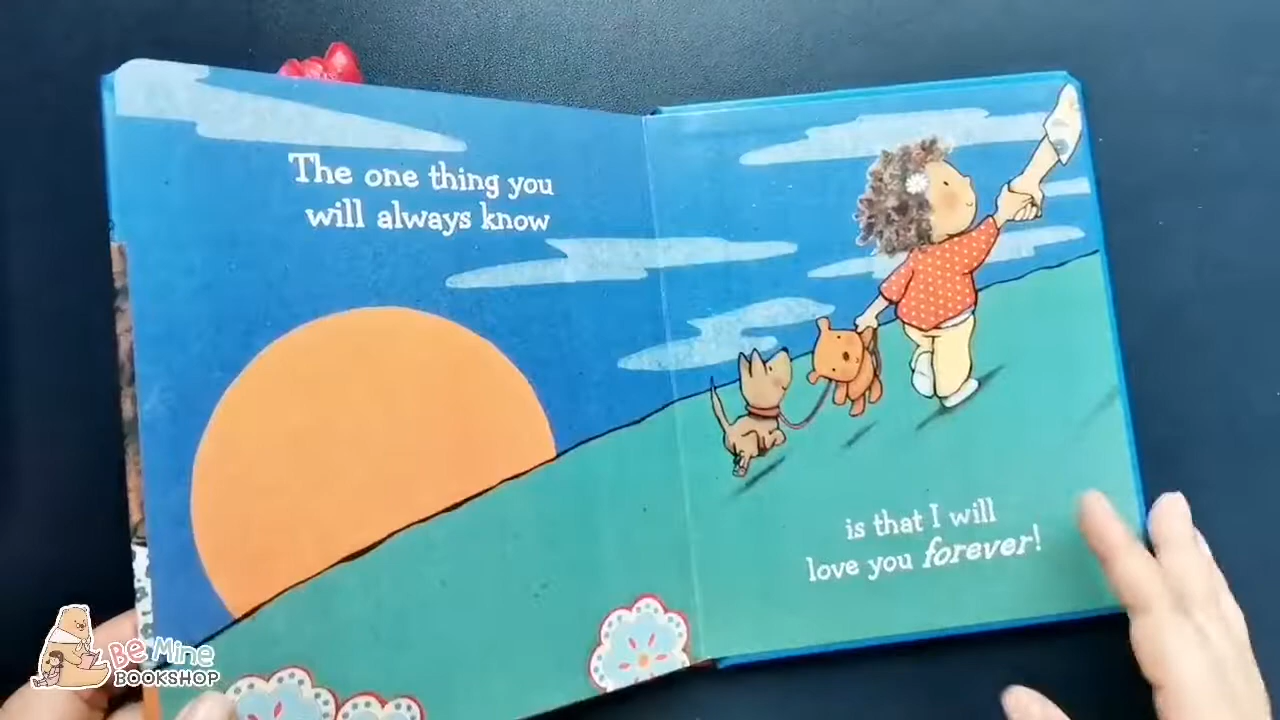 The one thing you
will always know
is that I will
love you forever!
Be Mine
BOOKSHOP